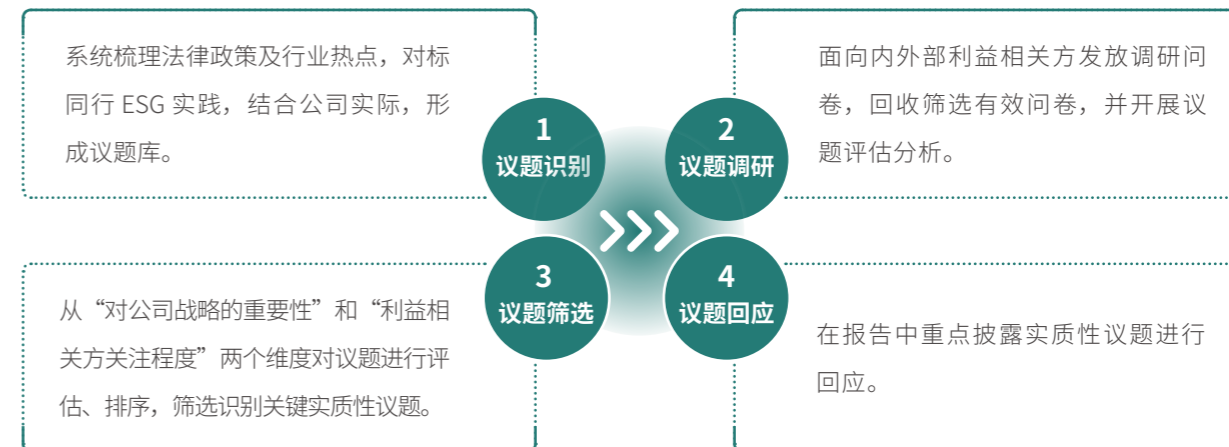 系统梳理法律政策及行业热点，对标
同行 ESG 实践，结合公司实际，形
成议题库。
1
议题识别
2
议题调研
面向内外部利益相关方发放调研问
卷，回收筛选有效问卷，并开展议
题评估分析。
从“对公司战略的重要性”和“利益相
关方关注程度”两个维度对议题进行评
估、排序，筛选识别关键实质性议题。
3
议题筛选
4
议题回应
在报告中重点披露实质性议题进行
回应。